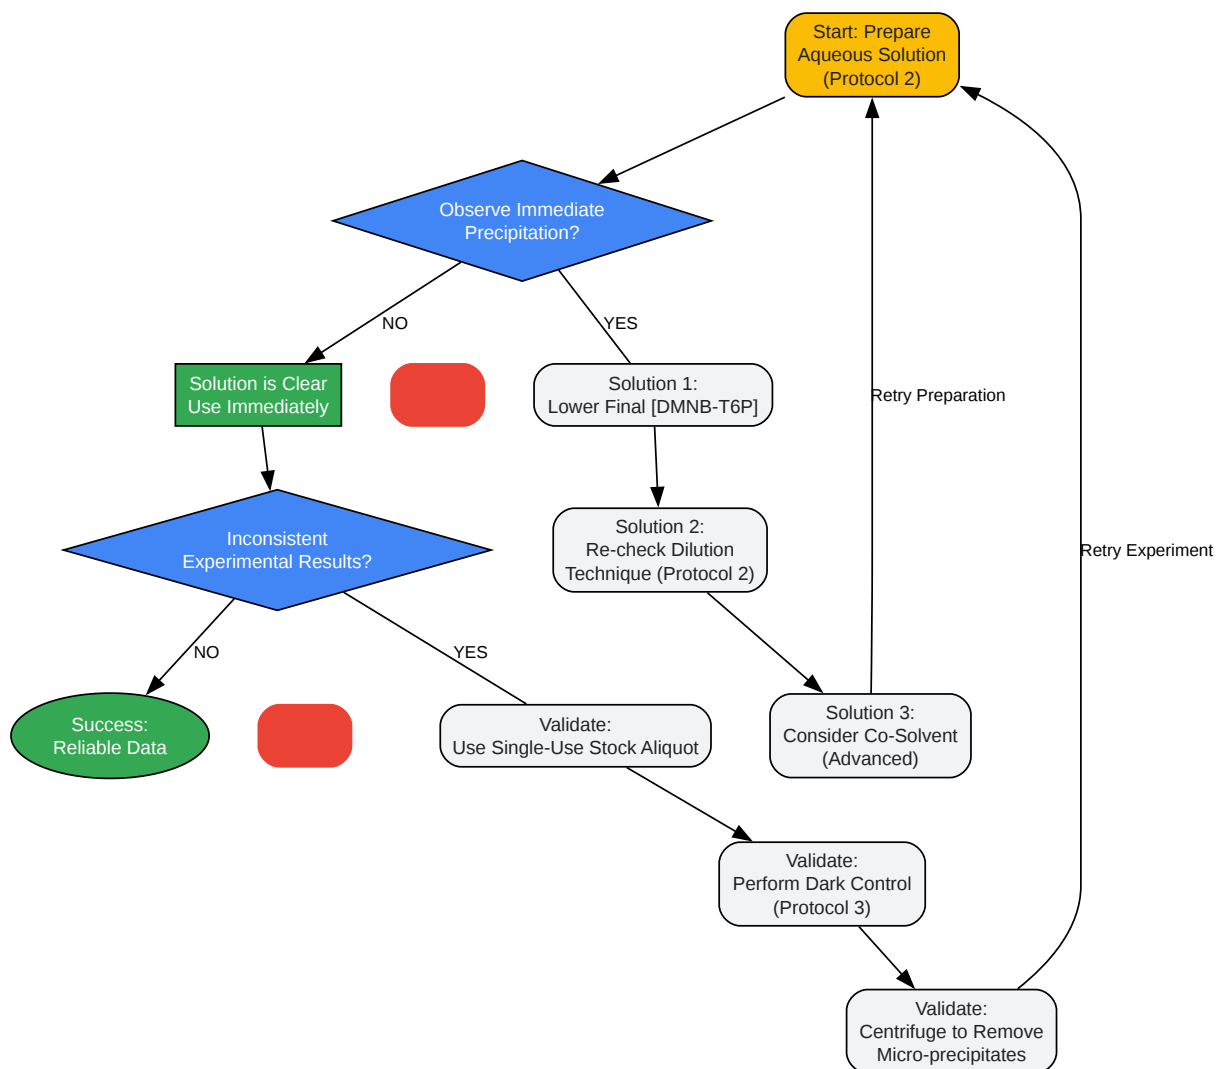 Start: Prepare
Aqueous Solution
(Protocol 2)
Observe Immediate
Precipitation?
NO
YES
Solution is Clear
Use Immediately
Solution 1:
Lower Final [DMNB-T6P]
Retry Preparation
Inconsistent
Experimental Results?
Solution 2:
Re-check Dilution
Technique (Protocol 2)
Retry Experiment
NO
YES
Success:
Reliable Data
Validate:
Use Single-Use Stock Aliquot
Solution 3:
Consider Co-Solvent
(Advanced)
Validate:
Perform Dark Control
(Protocol 3)
Validate:
Centrifuge to Remove
Micro-precipitates